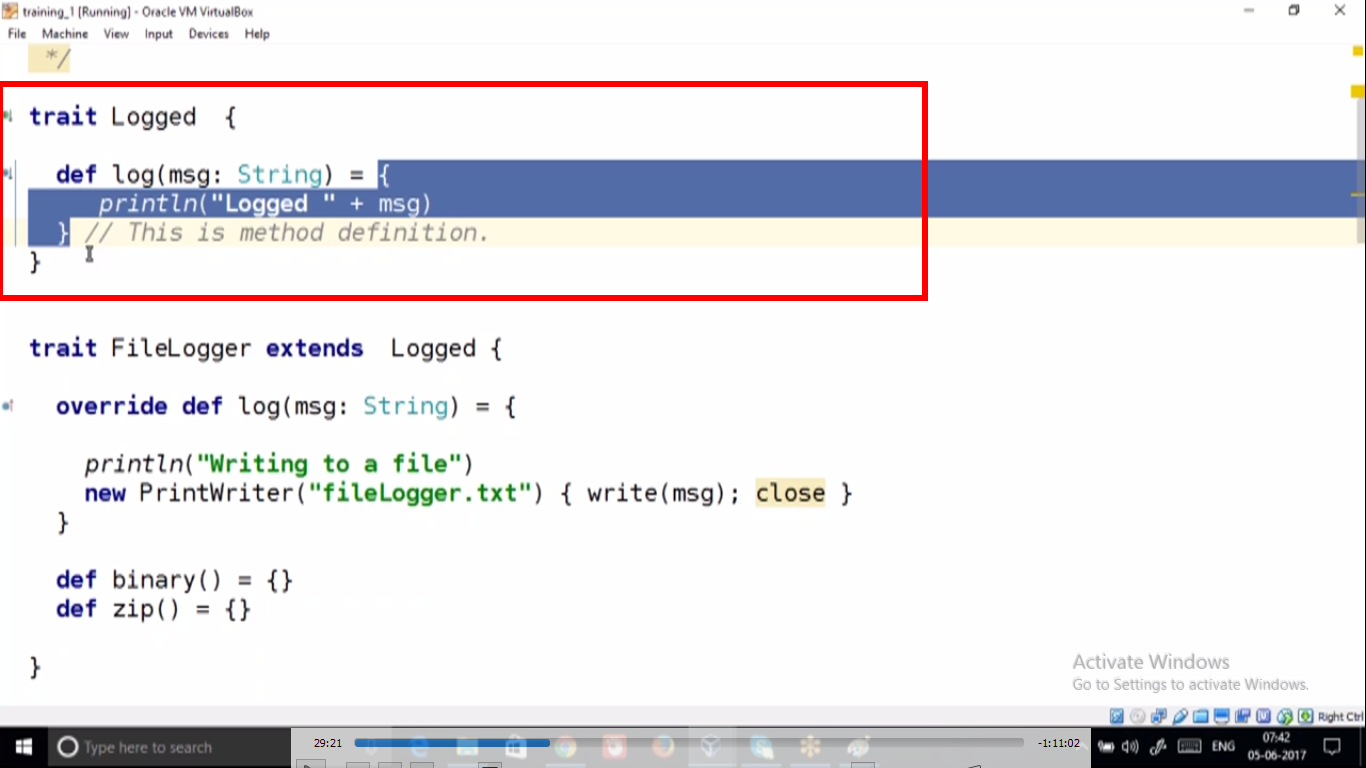 training_1 [Running] - Oracle VM VirtualBox
File Machine View Input Devices Help
*/
trait Logged {
def log(msg: String) = {
println("Logged " + msg)
} // This is method definition.
}
trait FileLogger extends Logged {
override def log(msg: String) = {
println("Writing to a file")
new PrintWriter("fileLogger.txt") { write(msg); close }
}
def binary() = {}
def zip() = {}
}
Activate Windows
Go to Settings to activate Windows.
Right Ctrl
Type here to search
29:21
-1:11:02
ENG
07:42
05-06-2017